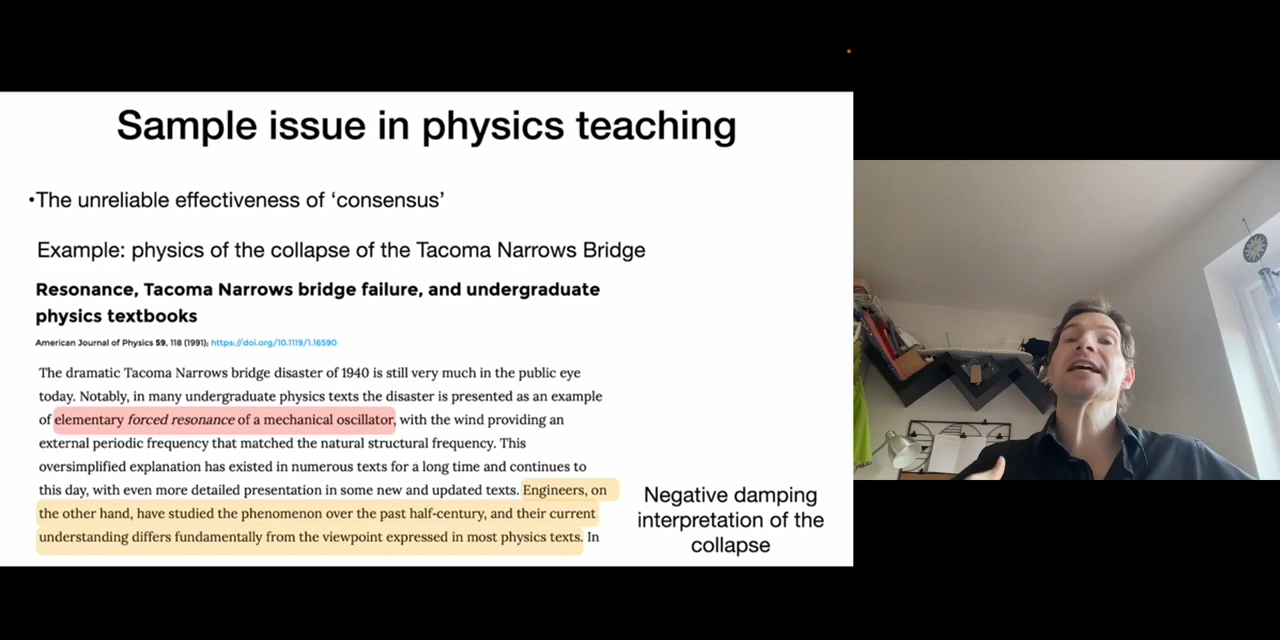 Sample issue in physics teaching
•The unreliable effectiveness of ‘consensus’
Example: physics of the collapse of the Tacoma Narrows Bridge
Resonance, Tacoma Narrows bridge failure, and undergraduate
physics textbooks
American Journal of Physics 59, 118 (1991); https://doi.org/10.1119/1.16590
The dramatic Tacoma Narrows bridge disaster of 1940 is still very much in the public eye
today. Notably, in many undergraduate physics texts the disaster is presented as an example
of elementary forced resonance of a mechanical oscillator, with the wind providing an
external periodic frequency that matched the natural structural frequency. This
oversimplified explanation has existed in numerous texts for a long time and continues to
this day, with even more detailed presentation in some new and updated texts. Engineers, on
the other hand, have studied the phenomenon over the past half-century, and their current
understanding differs fundamentally from the viewpoint expressed in most physics texts. In
Negative damping
interpretation of the
collapse